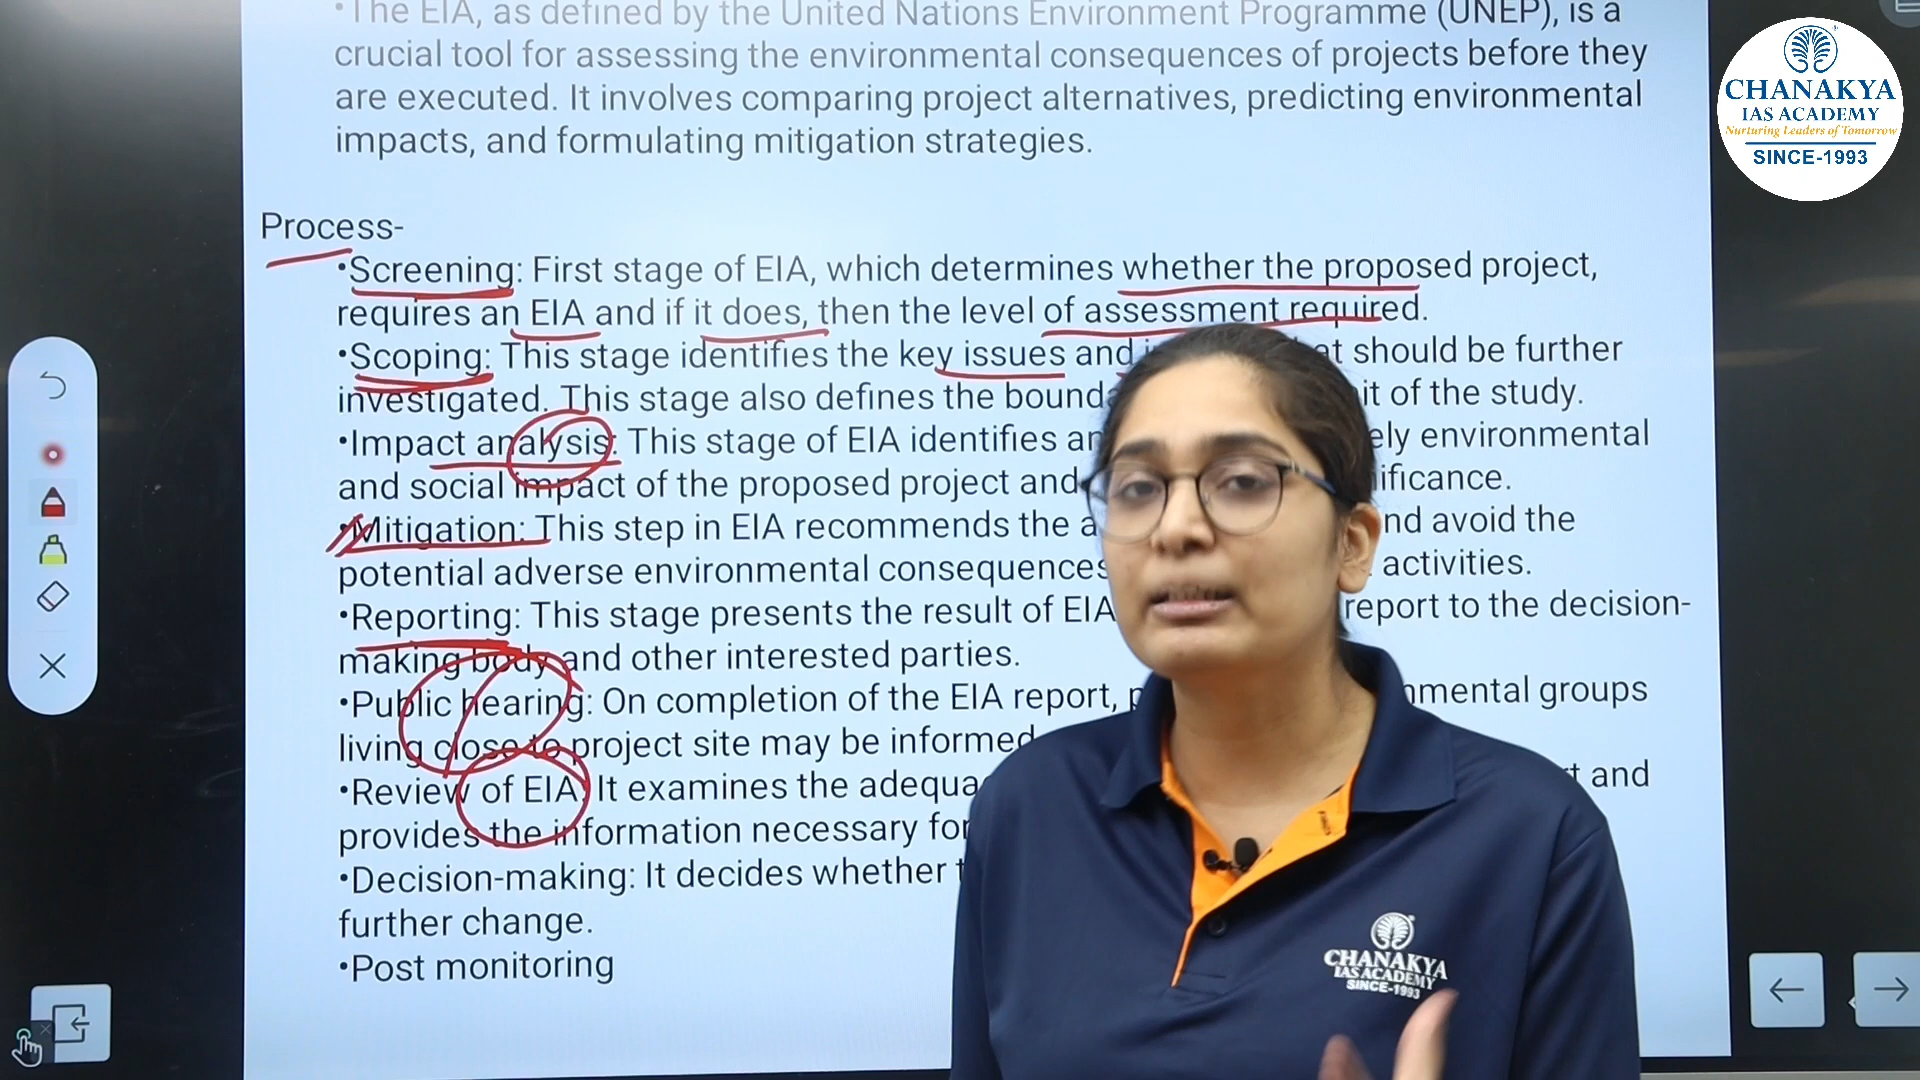 •The EIA, as defined by the United Nations Environment Programme (UNEP), is a
crucial tool for assessing the environmental consequences of projects before they
are executed. It involves comparing project alternatives, predicting environmental
impacts, and formulating mitigation strategies.
Process-
•Screening: First stage of EIA, which determines whether the proposed project,
requires an EIA and if it does, then the level of assessment required.
•Scoping: This stage identifies the key issues and should be further
investigated. This stage also defines the of the study.
•Impact analysis: This stage of EIA identifies environmental
and social impact of the proposed project and
•Mitigation: This step in EIA recommends the avoid the
potential adverse environmental consequences activities.
•Reporting: This stage presents the result of EIA report to the decision-
making body and other interested parties.
•Public hearing: On completion of the EIA report, groups
living close to project site may be informed
•Review of EIA: It examines the and
provides the information necessary for
•Decision-making: It decides whether
further change.
•Post monitoring
CHANAKYA
IAS ACADEMY
Nurturing Leaders of Tomorrow
SINCE-1993
CHANAKYA
IAS ACADEMY
SINCE-1993